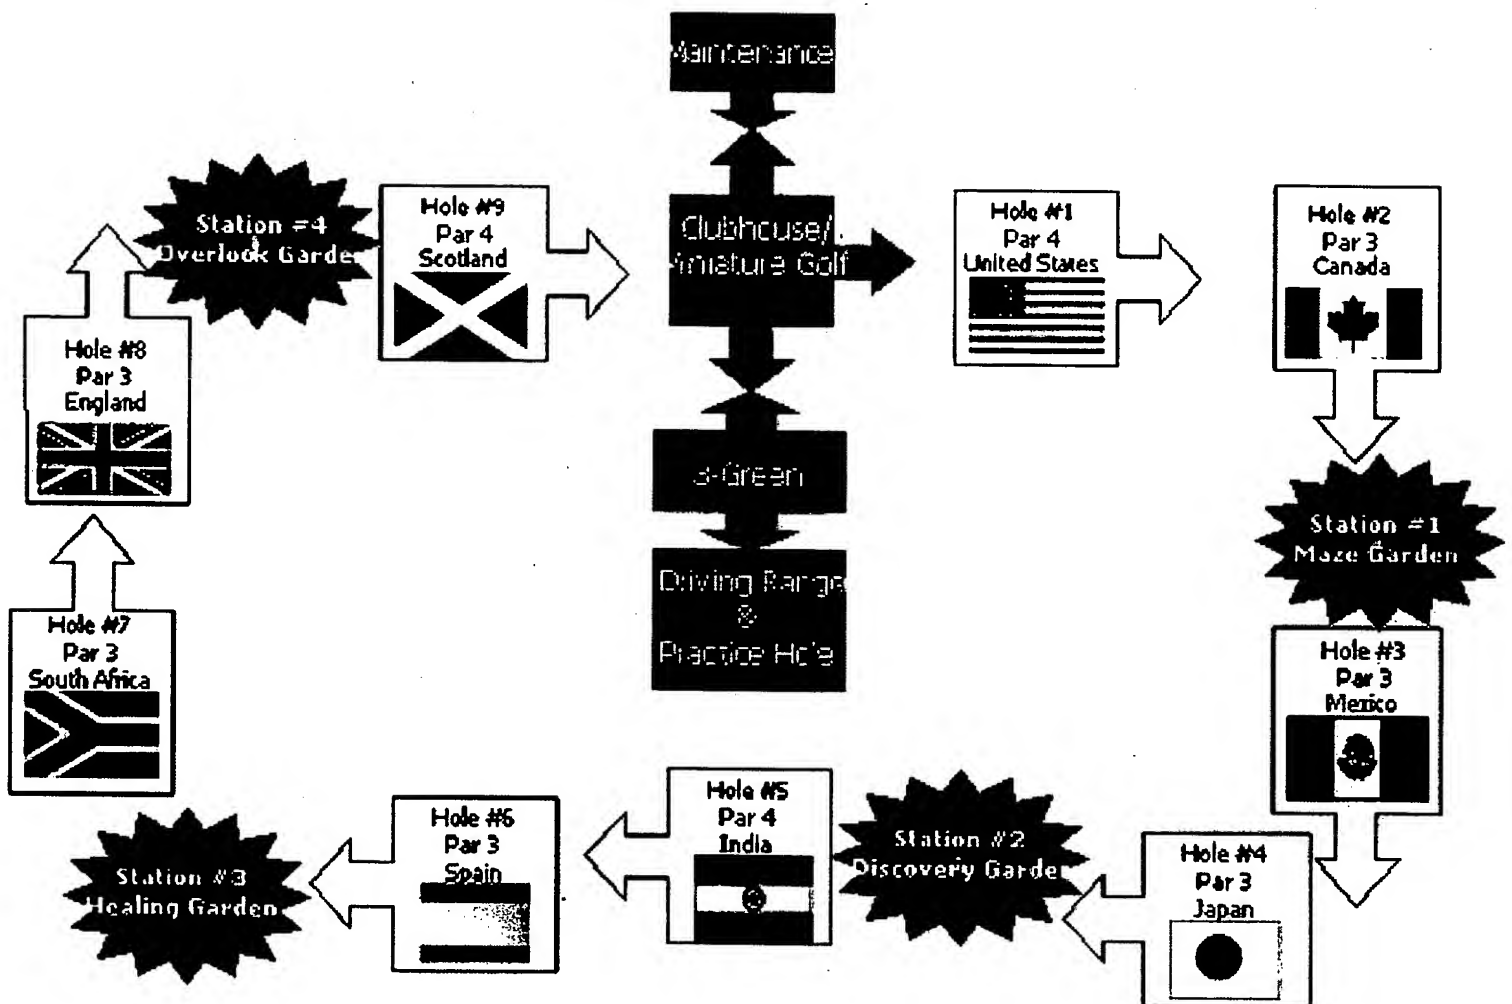 Maintenance
Station #4
Overlook Garde
Hole #9
Par 4
Scotland
Clubhouse/
Miniature Golf
Hole #1
Par 4
United States
Hole #2
Par 3
Canada
Hole #8
Par 3
England
3-Green
Station #1
Maze Garden
Driving Range
&
Practice Hole
Hole #7
Par 3
South Africa
Hole #3
Par 3
Mexico
Hole #5
Par 4
India
Hole #6
Par 3
Spain
Station #2
Discovery Garde
Hole #4
Par 3
Japan
Station #3
Healing Garden